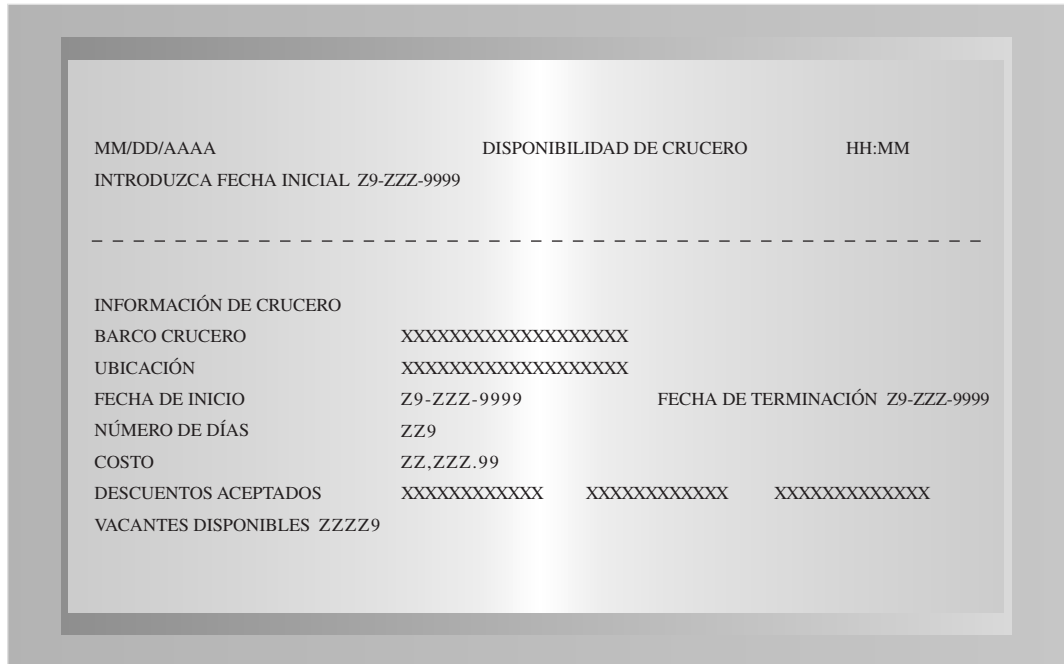 MM/DD/AAAA DISPONIBILIDAD DE CRUCERO HH:MM
INTRODUZCA FECHA INICIAL Z9-ZZZ-9999
INFORMACIÓN DE CRUCERO
BARCO CRUCERO XXXXXXXXXXXXXXXXXXX
UBICACIÓN XXXXXXXXXXXXXXXXXXX
FECHA DE INICIO Z9-ZZZ-9999 FECHA DE TERMINACIÓN Z9-ZZZ-9999
NÚMERO DE DÍAS ZZ9
COSTO ZZ,ZZZ.99
DESCUENTOS ACEPTADOS XXXXXXXXXXXX XXXXXXXXXXXX XXXXXXXXXXXXX
VACANTES DISPONIBLES ZZZZ9